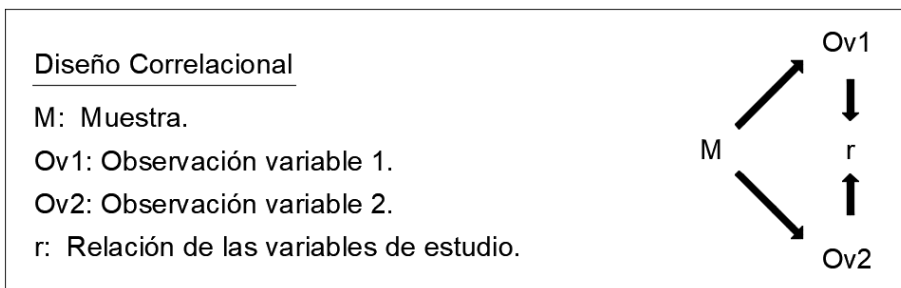 Diseño Correlacional
M:  Muestra.
Ov1: Observación variable 1.
Ov2: Observación variable 2.
r:  Relación de las variables de estudio.
Ov1
M
r
Ov2